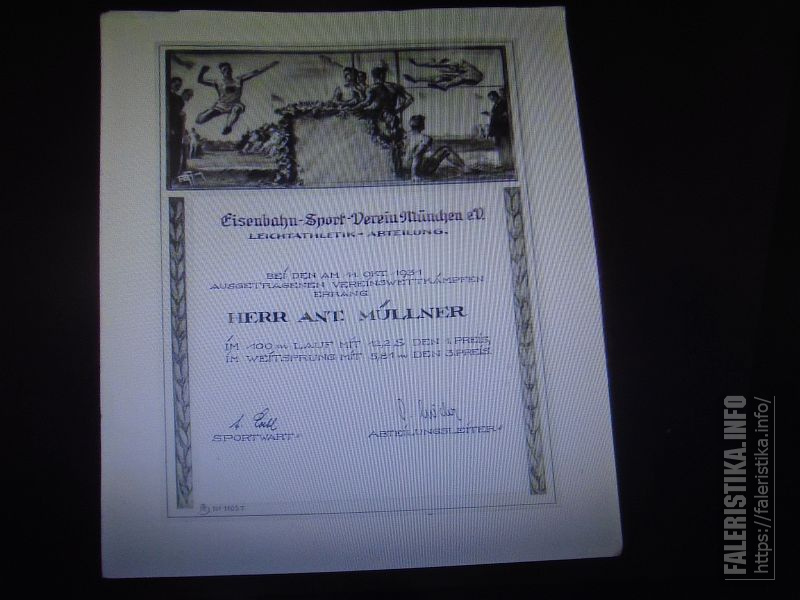 Eisenbahn-Sport-Verein München e.V.
LEICHTATHLETIK-ABTEILUNG.
BEI DEN AM 11. OKT. 1931
AUSGETRAGENEN VEREINSWETTKÄMPFEN
ERRANG
HERR ANT. MÜLLNER
IM 100 m LAUF MIT 12,2 S DEN 1. PREIS,
IM WEITSPRUNG MIT 5,81 m DEN 3. PREIS.
SPORTWART
ABTEILUNGSLEITER
FALERISTIKA.INFO
https://faleristika.info/